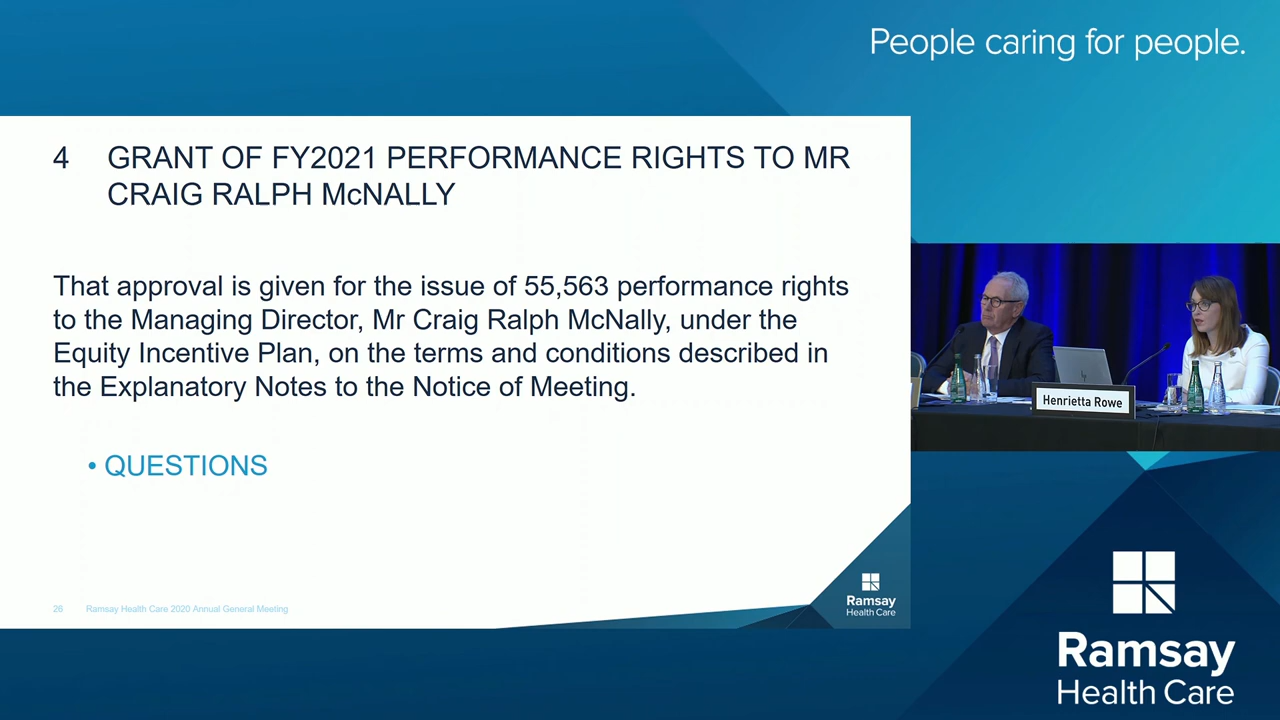 People caring for people.
4 GRANT OF FY2021 PERFORMANCE RIGHTS TO MR
CRAIG RALPH McNALLY
That approval is given for the issue of 55,563 performance rights
to the Managing Director, Mr Craig Ralph McNally, under the
Equity Incentive Plan, on the terms and conditions described in
the Explanatory Notes to the Notice of Meeting.
• QUESTIONS
26 Ramsay Health Care 2020 Annual General Meeting
Ramsay
Health Care
Henrietta Rowe
Ramsay
Health Care